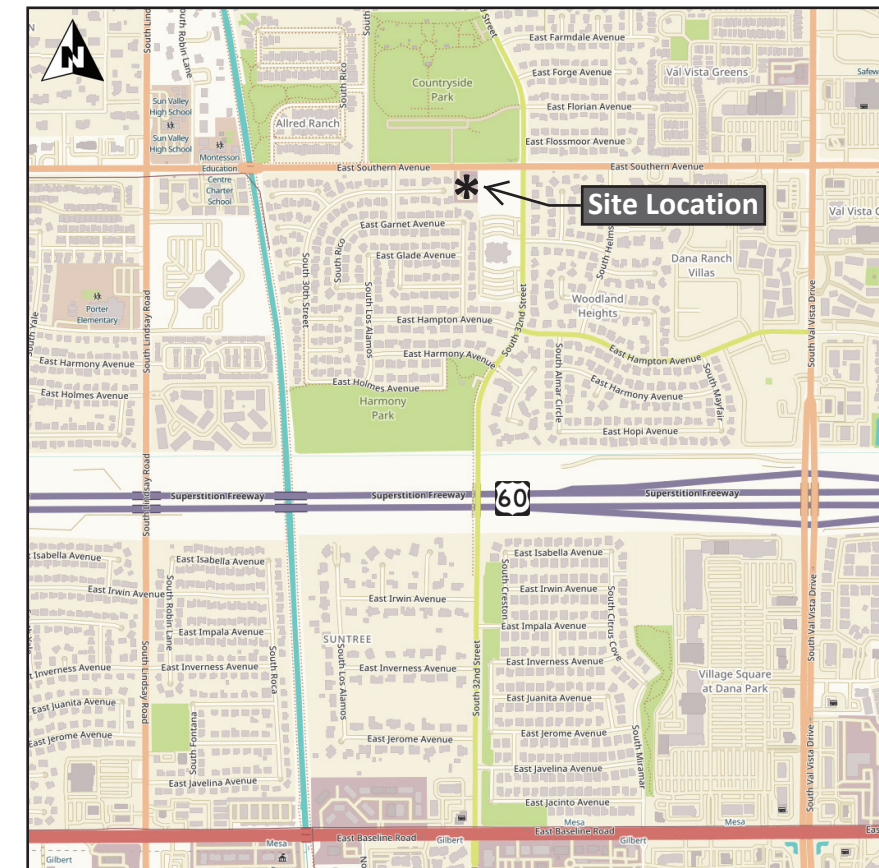 N
East Farmdale Avenue
South Robin Lane
East Forge Avenue
Val Vista Greens
South Rico
Countryside
Park
Sun Valley
High School
East Florian Avenue
Allred Ranch
Sun Valley
High School
East Flossmoor Avenue
Montessori
Education
Centre
Charter
School
East Southern Avenue
East Southern Avenue
*
Site Location
East Garnet Avenue
East Glade Avenue
South Rico
South 30th Street
South Los Alamos
Dana Ranch
Villas
Woodland
Heights
Porter
Elementary
South Lindsay Road
East Hampton Avenue
South 32nd Street
South Val Vista Drive
East Harmony Avenue
East Harmony Avenue
East Hampton Avenue
East Holmes Avenue
East Holmes Avenue
East Harmony Avenue
South Almar Circle
South Mayfair
Harmony
Park
East Hopi Avenue
South Lindsay Road
Superstition Freeway
Superstition Freeway
60
Superstition Freeway
Isabella Avenue
East Isabella Avenue
East Isabella Avenue
East Irwin Avenue
South Robin Lane
East Irwin Avenue
South Creston
East Irwin Avenue
South Citrus Cove
South Val Vista Drive
East Impala Avenue
East Impala Avenue
SUNTREE
Inverness Avenue
East Inverness Avenue
South Roca
South Los Alamos
East Inverness Avenue
East Inverness Avenue
South Lindsay Road
South 32nd Street
Village Square
at Dana Park
East Juanita Avenue
East Juanita Avenue
East Jerome Avenue
South Fontana
East Jerome Avenue
East Jerome Avenue
South Miramar
South Val Vista Drive
East Javelina Avenue
East Javelina Avenue
East Jacinto Avenue
Mesa
Mesa
East Baseline Road
East Baseline Road
Mesa
Gilbert
Gilbert
Gilbert